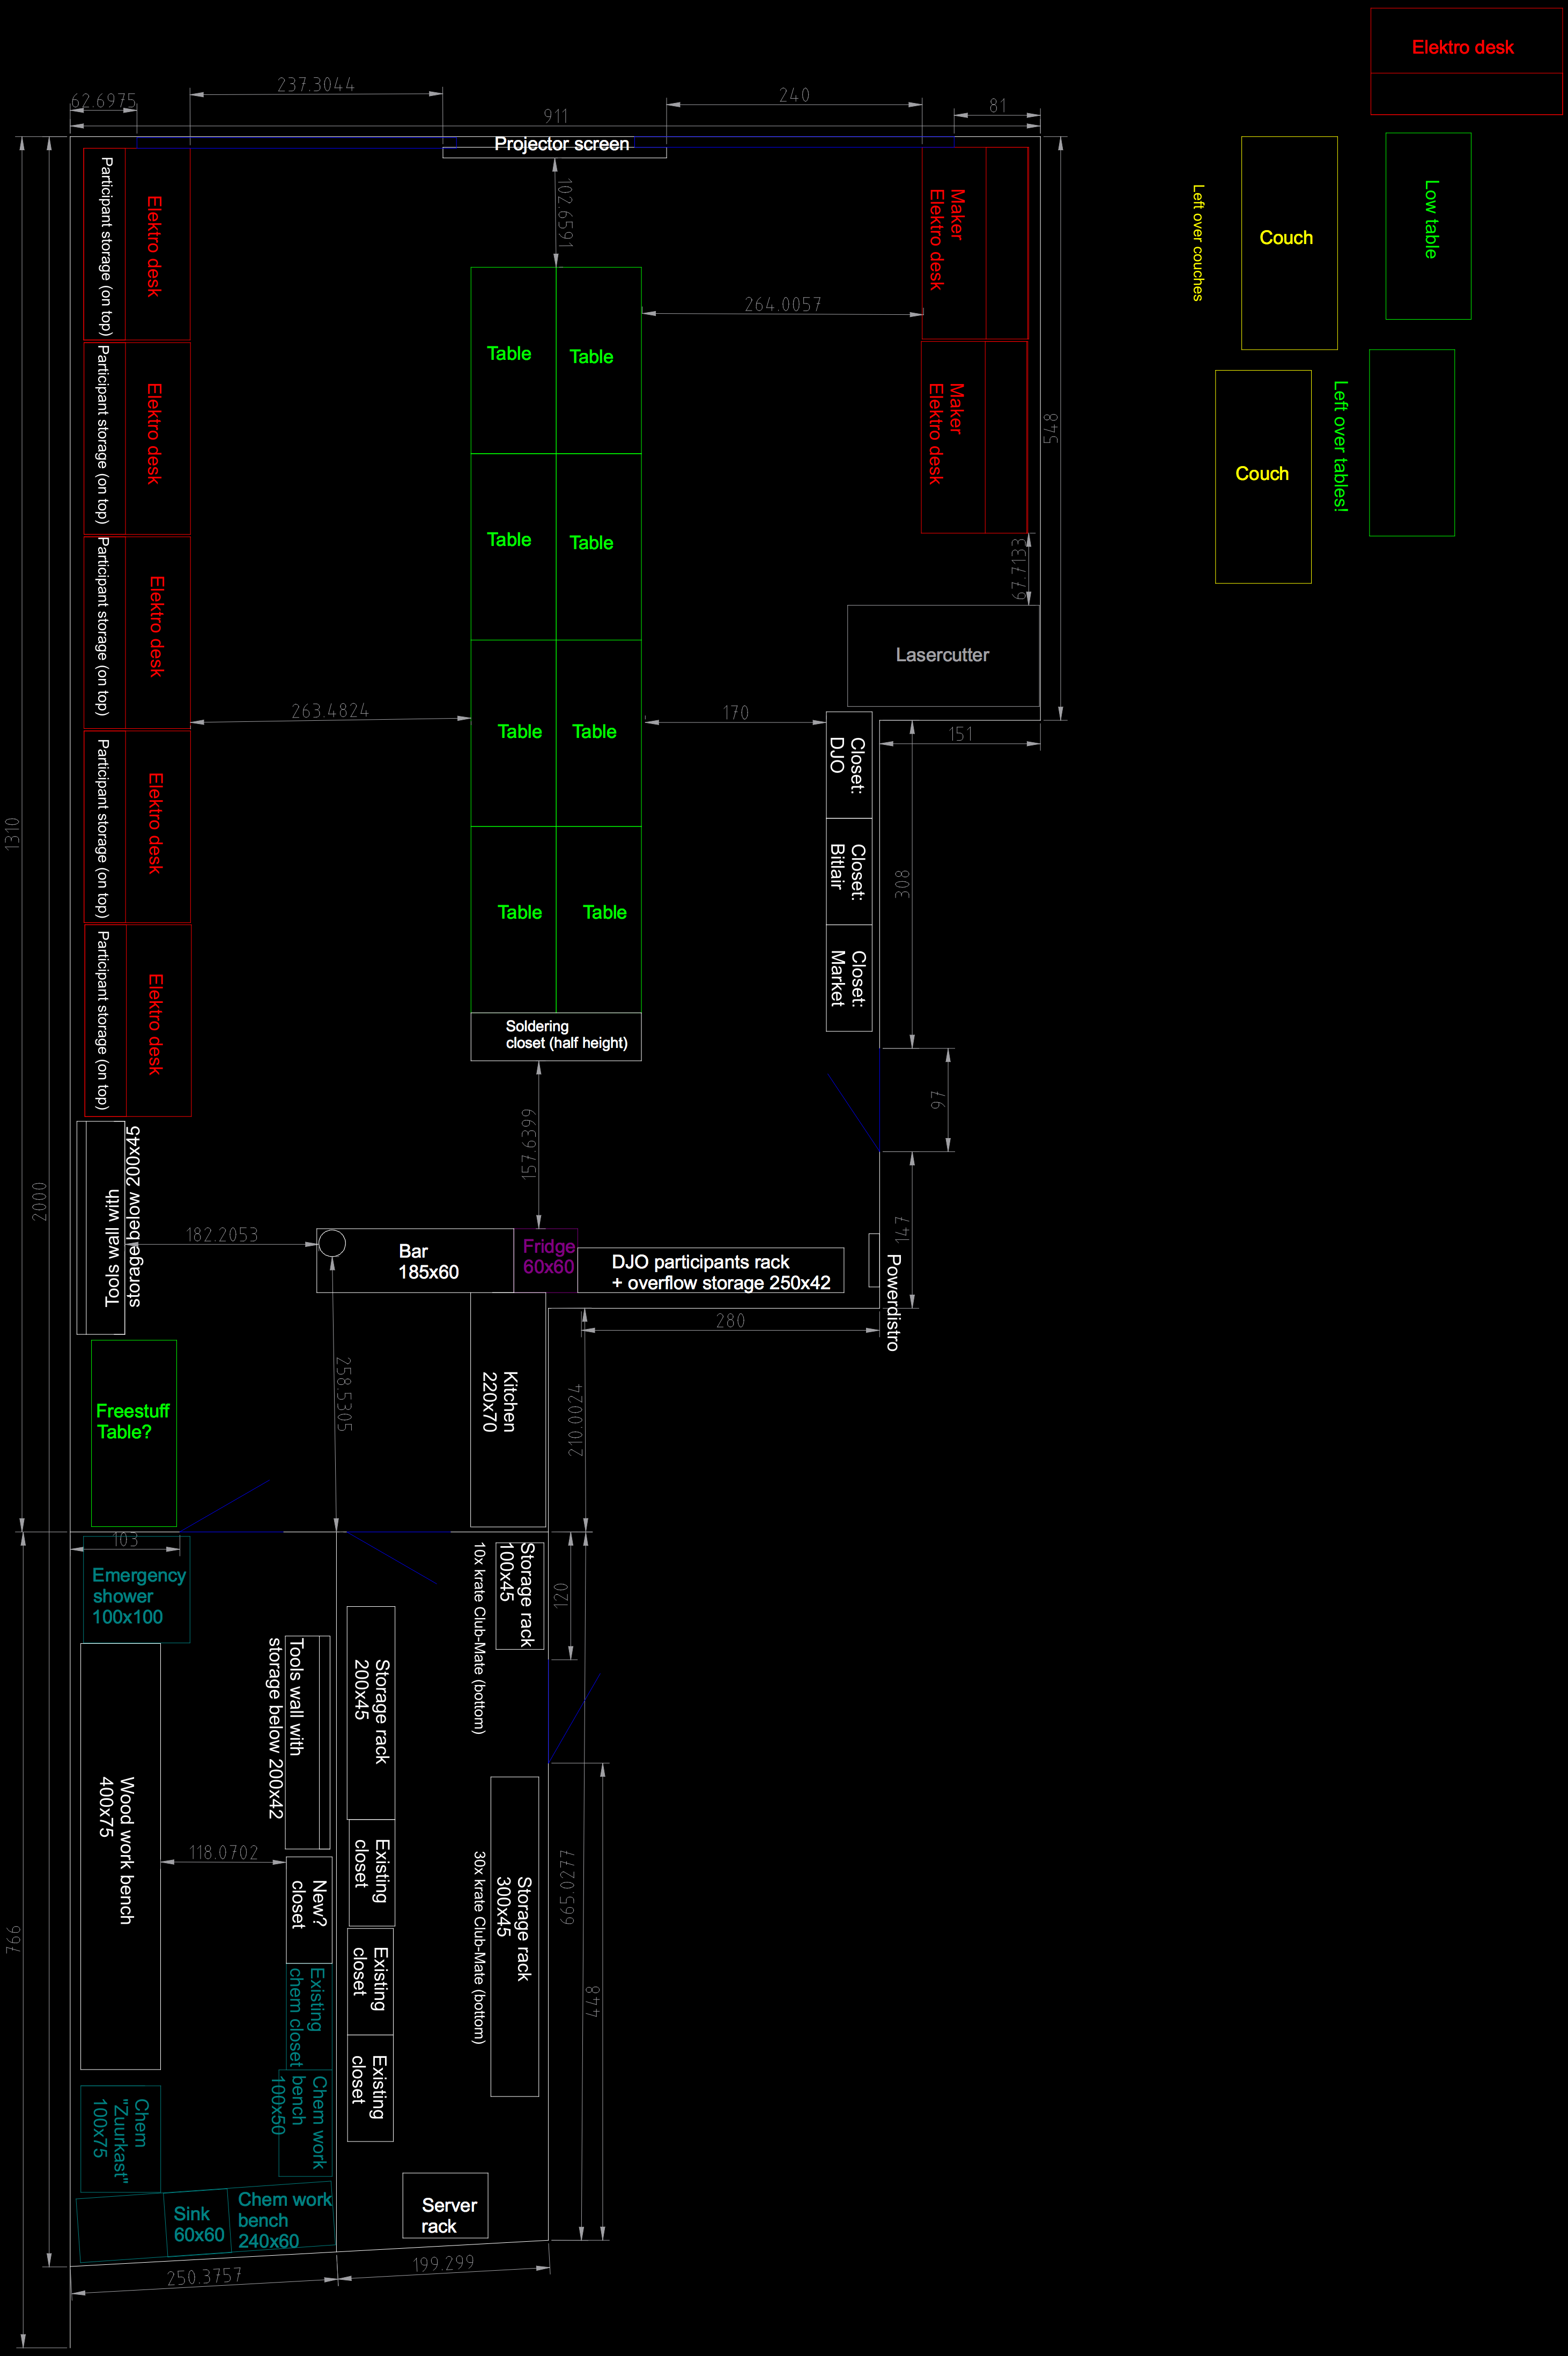 Elektro desk
237.3044
62.6975
240
81
911
Projector screen
102.6591
Participant storage (on top)
Elektro desk
Maker
Elektro desk
Left over couches
Couch
Low table
264.0057
Table
Table
578
Participant storage (on top)
Elektro desk
Maker
Elektro desk
Couch
Left over tables!
Table
Table
67.7133
Participant storage (on top)
Elektro desk
Lasercutter
263.4824
170
151
Table
Table
Closet:
DJO
1310
Participant storage (on top)
Elektro desk
Closet:
Bitlair
308
Table
Table
Closet:
Market
Participant storage (on top)
Elektro desk
Soldering
closet (half height)
157.6399
97
2000
Tools wall with
storage below 200x45
182.2053
Bar
185x60
Fridge
60x60
DJO participants rack
+ overflow storage 250x42
147
Powerdistro
280
258.5305
Kitchen
220x70
210.0024
Freestuff
Table?
103
Emergency
shower
100x100
Storage rack
100x45
10x krate Club-Mate (bottom)
120
Tools wall with
storage below 200x42
Storage rack
200x45
Wood work bench
400x75
118.0702
New?
closet
Existing
closet
Storage rack
300x45
30x krate Club-Mate (bottom)
665.0277
766
Existing
chem closet
Existing
closet
448
Chem work
bench
100x50
Existing
closet
Chem
"Zuurkast"
100x75
Sink
60x60
Chem work
bench
240x60
Server
rack
250.3757
199.299